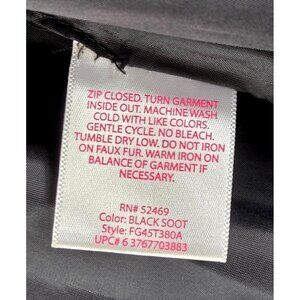 ZIP CLOSED. TURN GARMENT
INSIDE OUT. MACHINE WASH
COLD WITH LIKE COLORS.
GENTLE CYCLE. NO BLEACH.
TUMBLE DRY LOW. DO NOT IRON
ON FAUX FUR. WARM IRON ON
BALANCE OF GARMENT IF
NECESSARY.
RN# 52469
Color: BLACK SOOT
Style: FG45T380A
UPC# 6 3767703883